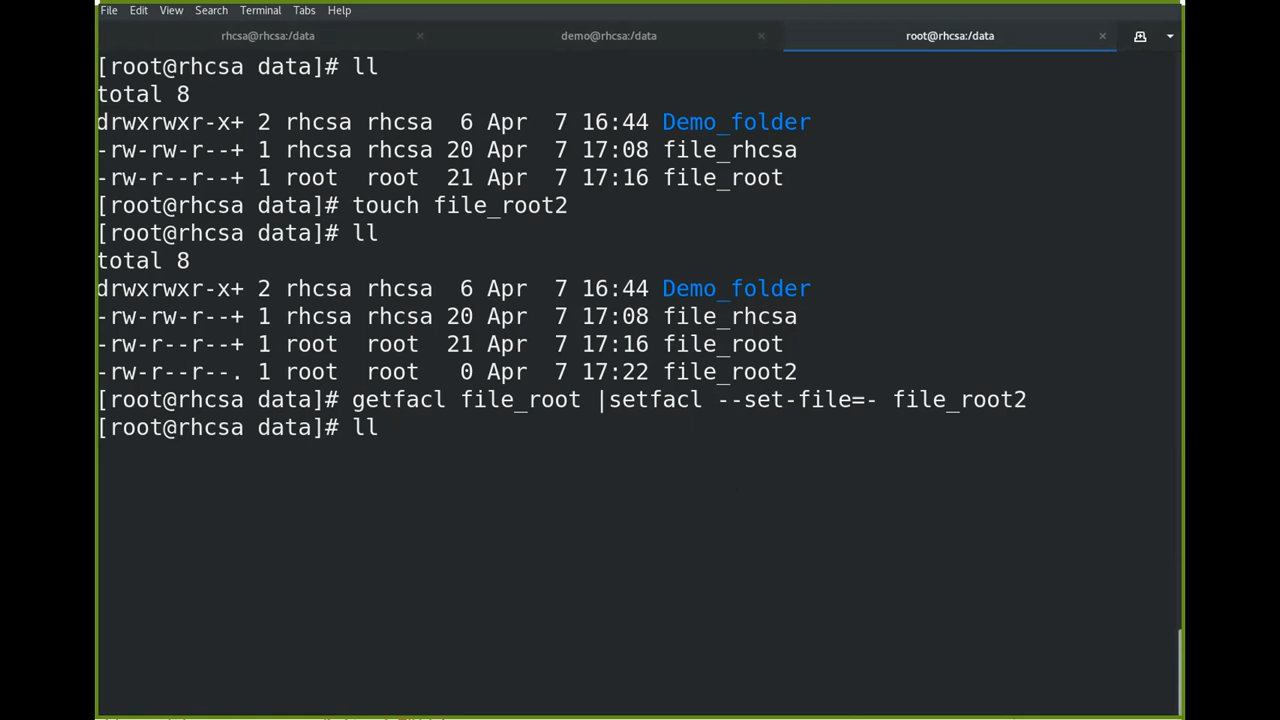 File Edit View Search Terminal Tabs Help
rhcsa@rhcsa:/data × demo@rhcsa:/data × root@rhcsa:/data ×
[root@rhcsa data]# ll
total 8
drwxrwxr-x+ 2 rhcsa rhcsa  6 Apr  7 16:44 Demo_folder
-rw-rw-r--+ 1 rhcsa rhcsa 20 Apr  7 17:08 file_rhcsa
-rw-r--r--+ 1 root  root  21 Apr  7 17:16 file_root
[root@rhcsa data]# touch file_root2
[root@rhcsa data]# ll
total 8
drwxrwxr-x+ 2 rhcsa rhcsa  6 Apr  7 16:44 Demo_folder
-rw-rw-r--+ 1 rhcsa rhcsa 20 Apr  7 17:08 file_rhcsa
-rw-r--r--+ 1 root  root  21 Apr  7 17:16 file_root
-rw-r--r--. 1 root  root   0 Apr  7 17:22 file_root2
[root@rhcsa data]# getfacl file_root |setfacl --set-file=- file_root2
[root@rhcsa data]# ll